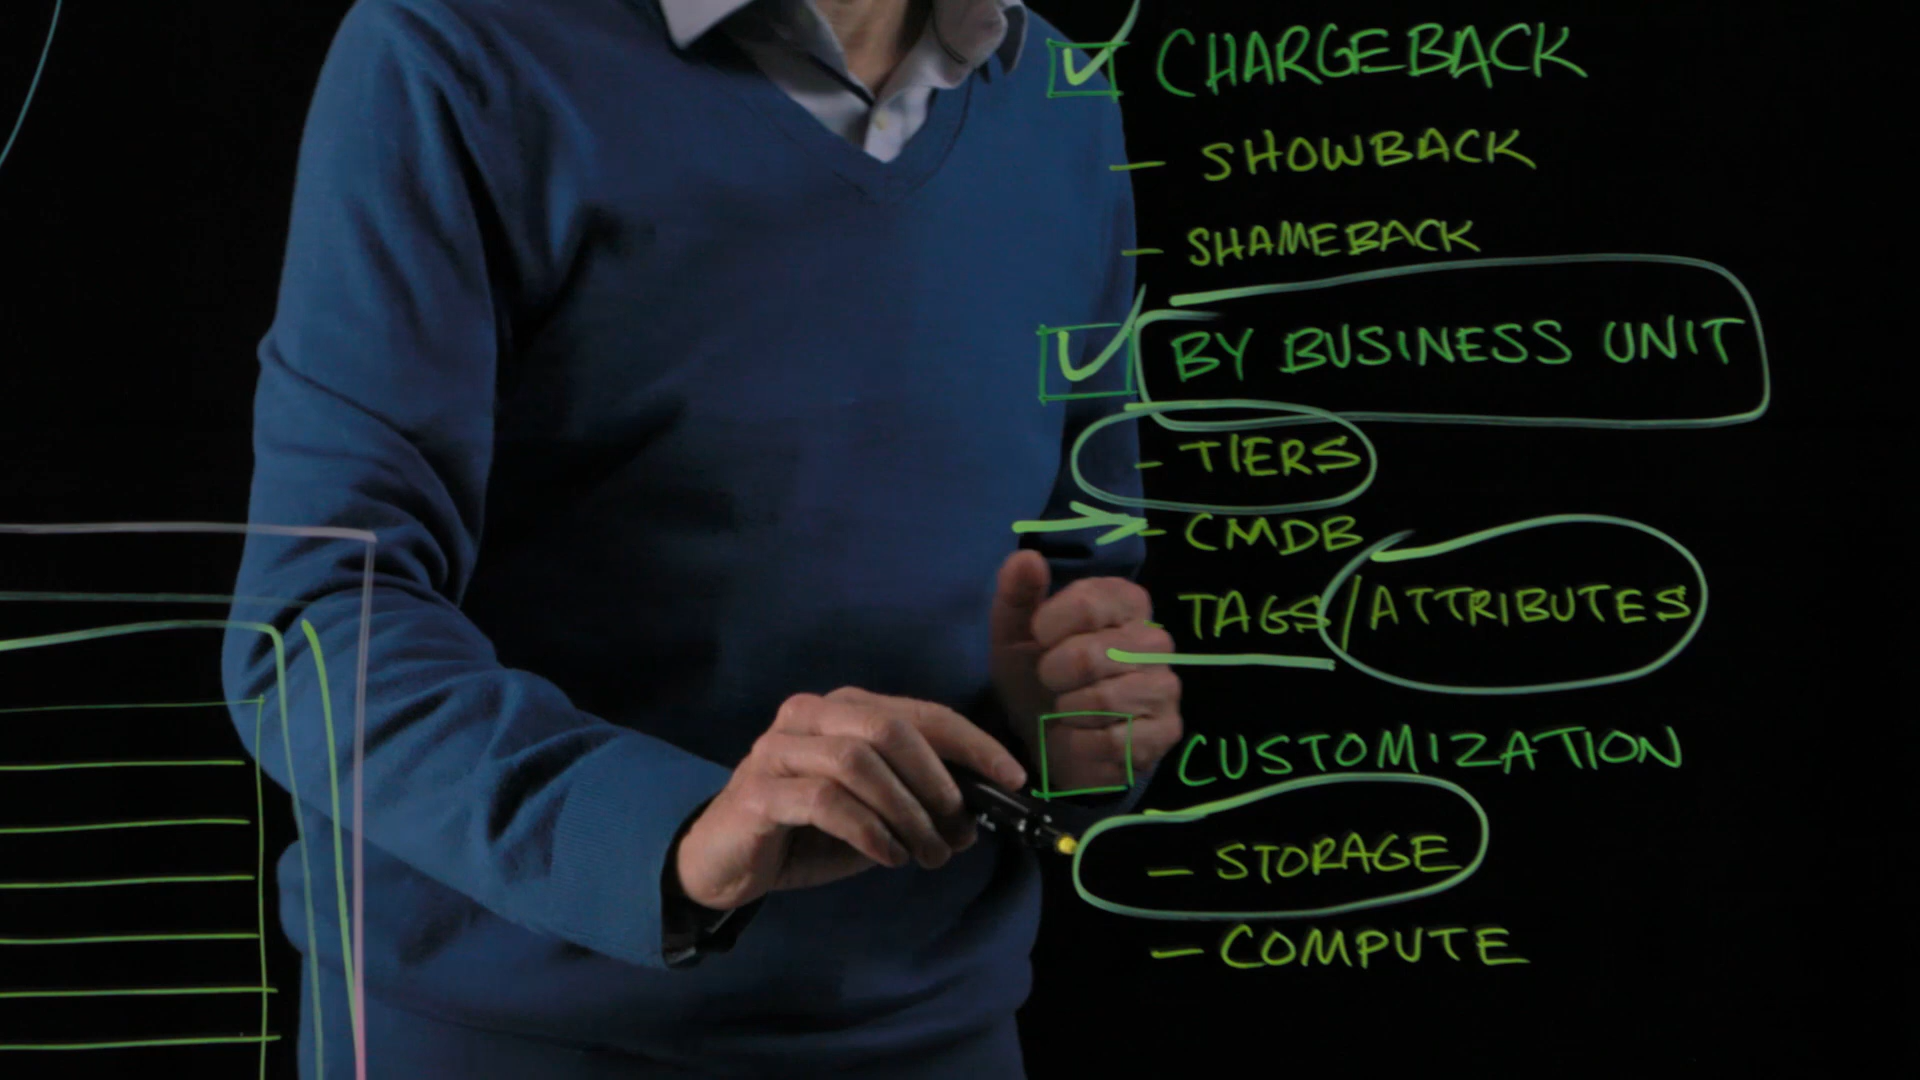 CHARGEBACK
- SHOWBACK
- SHAMEBACK
BY BUSINESS UNIT
- TIERS
- CMDB
- TAGS/ATTRIBUTES
CUSTOMIZATION
- STORAGE
- COMPUTE